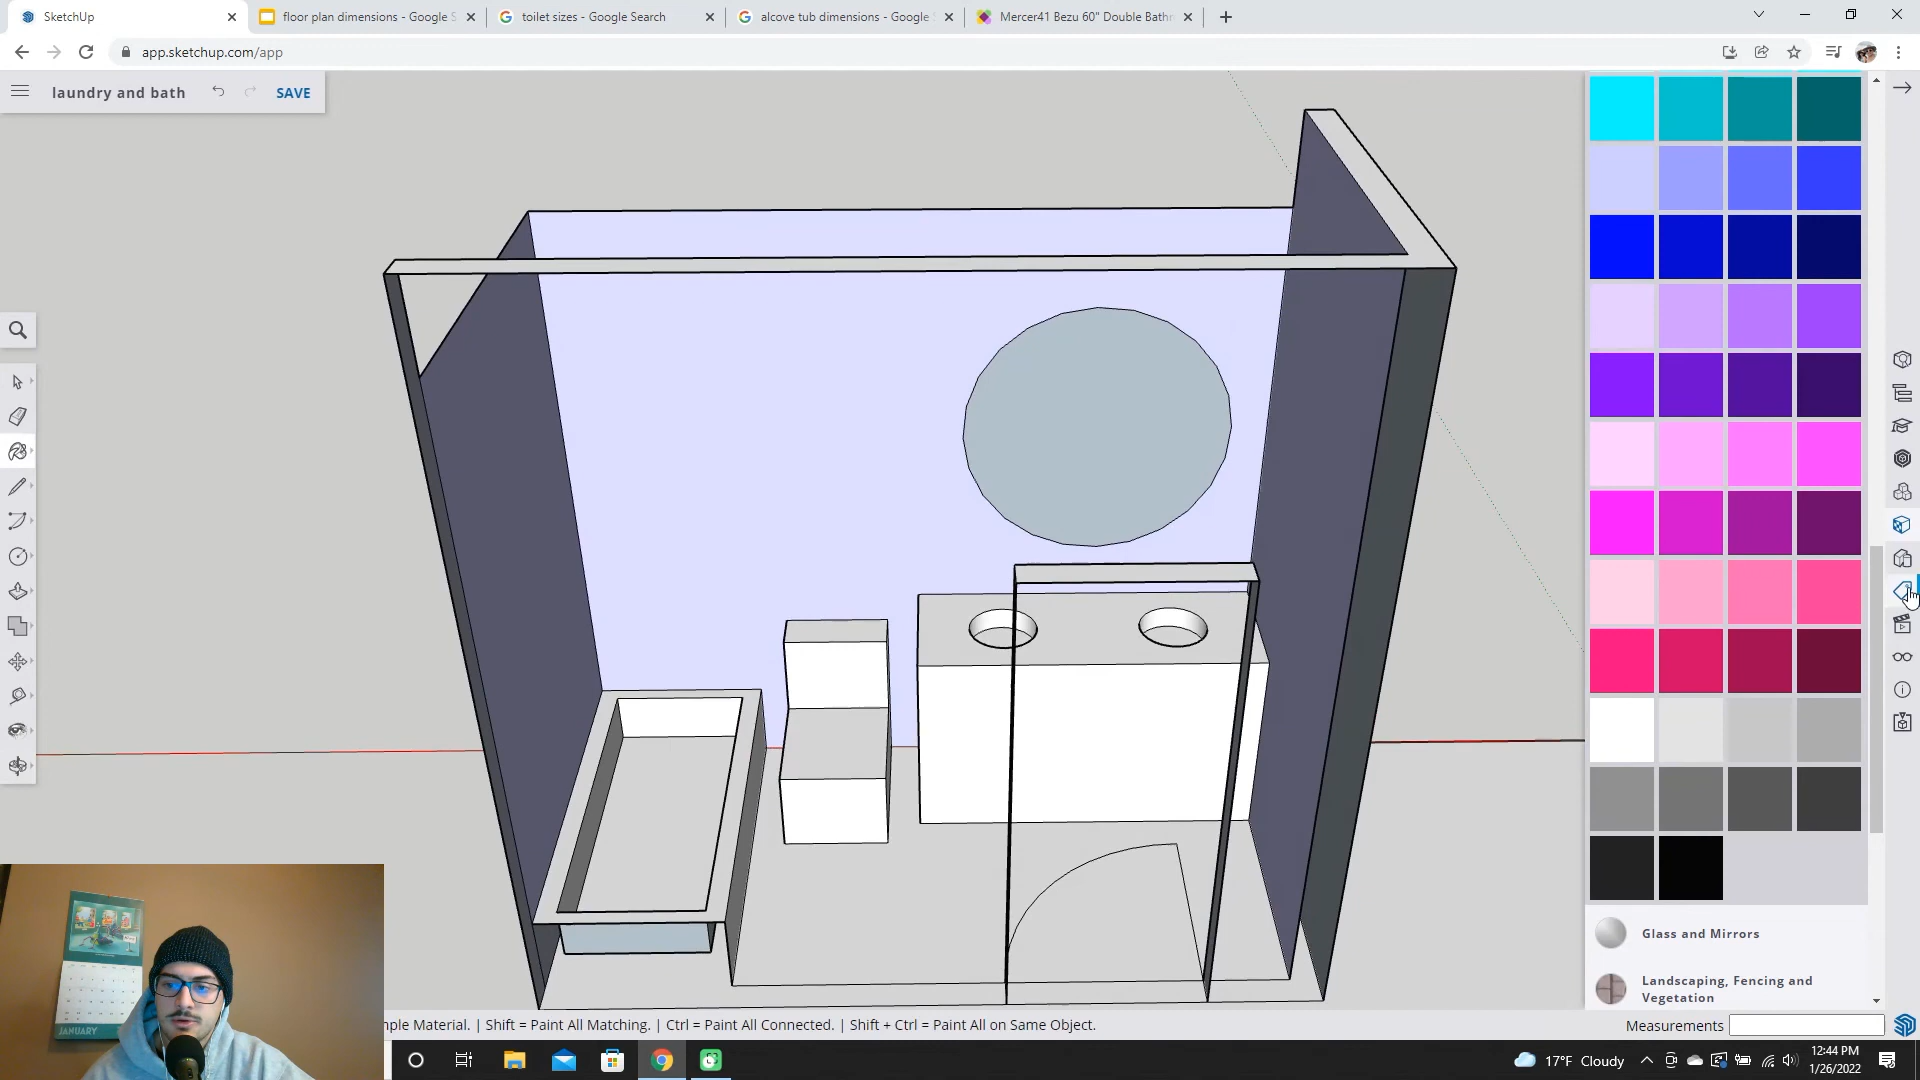 SketchUp
floor plan dimensions - Google S
toilet sizes - Google Search
alcove tub dimensions - Google
Mercer41 Bezu 60" Double Bathr
app.sketchup.com/app
laundry and bath
SAVE
Glass and Mirrors
Landscaping, Fencing and
Vegetation
mple Material. | Shift = Paint All Matching. | Ctrl = Paint All Connected. | Shift + Ctrl = Paint All on Same Object.
Measurements
JANUARY
17°F Cloudy
12:44 PM
1/26/2022